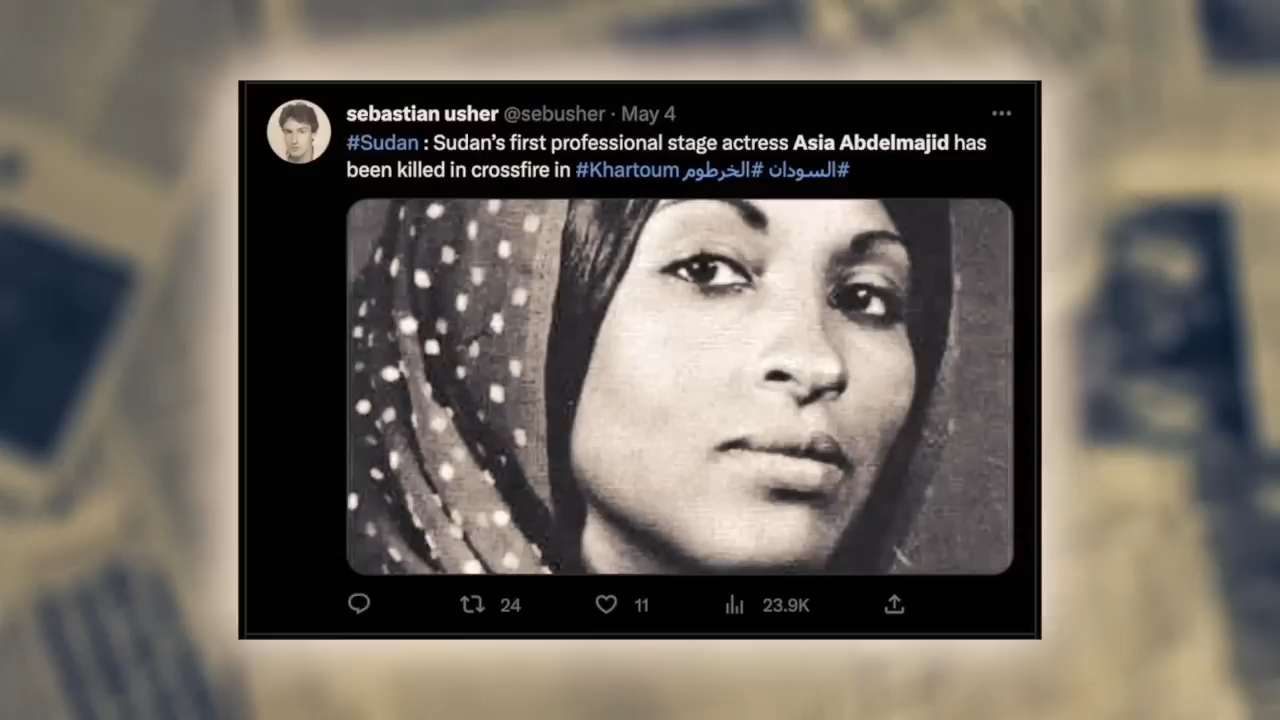 sebastian usher @sebusher · May 4
#Sudan : Sudan's first professional stage actress Asia Abdelmajid has
been killed in crossfire in #Khartoum #السودان #الخرطوم
24 11 23.9K